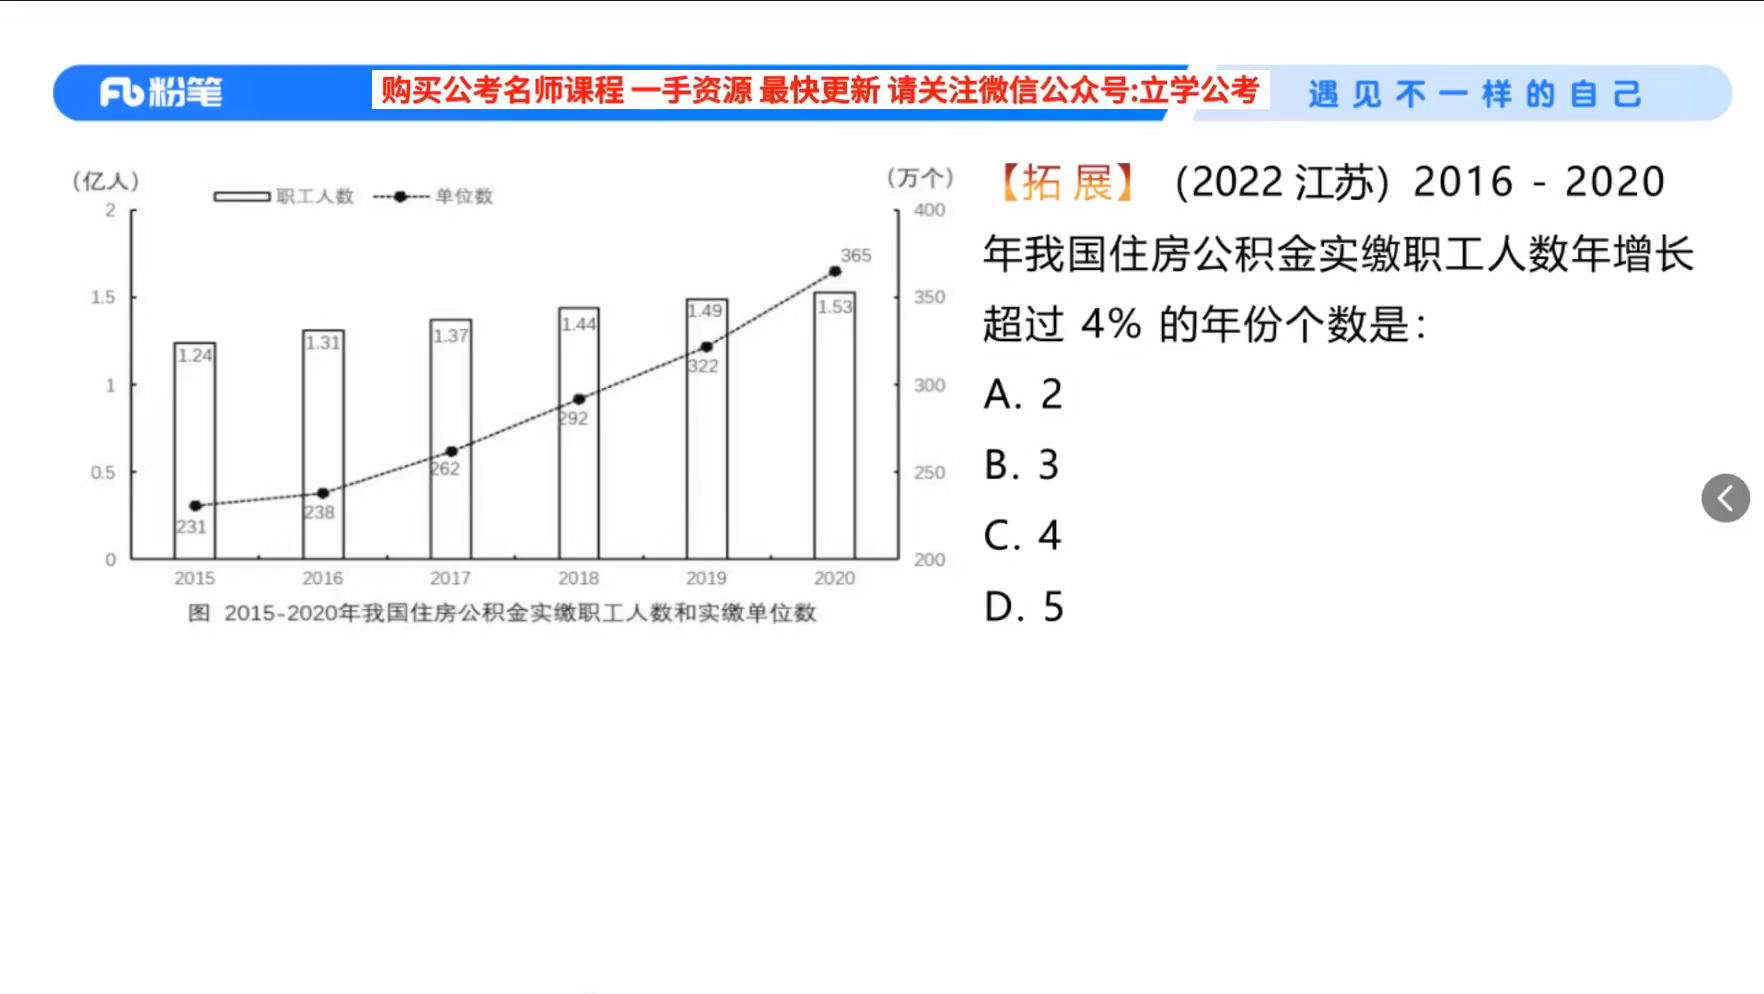 粉笔
购买公考名师课程 一手资源 最快更新 请关注微信公众号:立学公考
遇见不一样的自己
(亿人)
职工人数 单位数
(万个)
2
1.5
1
0.5
0
400
350
300
250
200
1.24
1.31
1.37
1.44
1.49
1.53
231
238
262
292
322
365
2015 2016 2017 2018 2019 2020
图 2015-2020年我国住房公积金实缴职工人数和实缴单位数
【拓展】(2022 江苏)2016 - 2020
年我国住房公积金实缴职工人数年增长
超过 4% 的年份个数是:
A. 2
B. 3
C. 4
D. 5